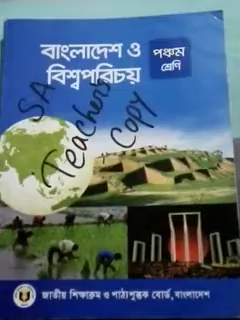 বাংলাদেশ ও
বিশ্বপরিচয়
পঞ্চম
শ্রেণি
SA
Teachers
Copy
জাতীয় শিক্ষাক্রম ও পাঠ্যপুস্তক বোর্ড, বাংলাদেশ